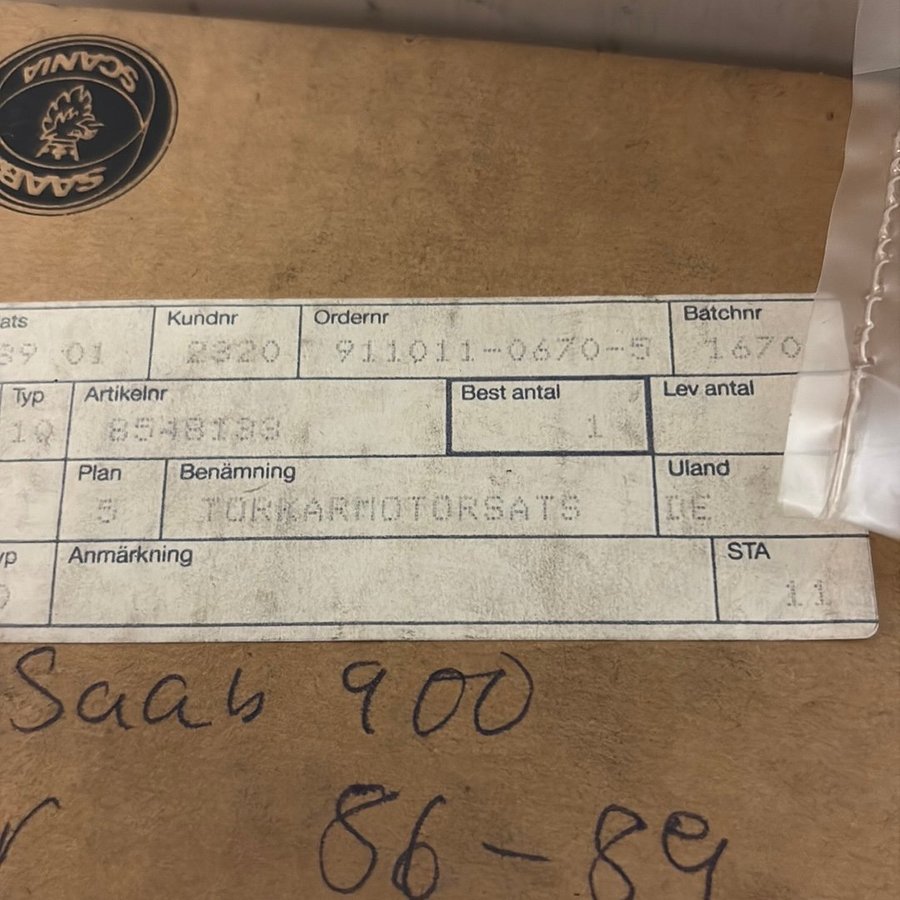 SCANIA
SAAB
ats Kundnr Ordernr Batchnr
89 01 2320 911011-0670-5 1670
Typ Artikelnr Best antal Lev antal
10 1
Plan Benämning Uland
5 TORKARMOTORSATS DE
yp Anmärkning STA
11
Saab 900
r 86-89